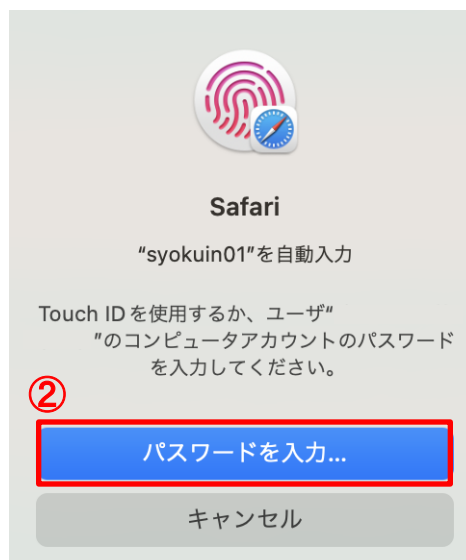 Safari
“syokuin01”を自動入力
Touch IDを使用するか、ユーザ“
”のコンピュータアカウントのパスワード
を入力してください。
②
パスワードを入力...
キャンセル